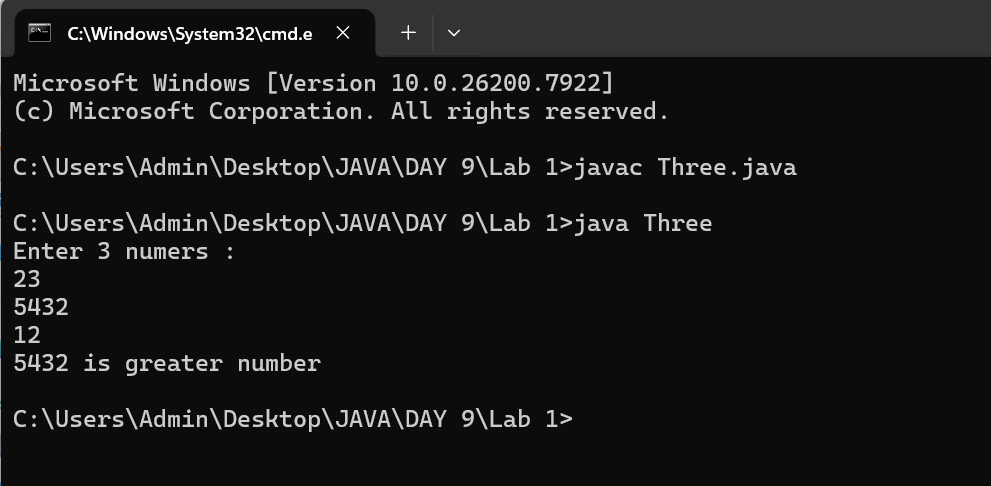 C:\Windows\System32\cmd.e
Microsoft Windows [Version 10.0.26200.7922]
(c) Microsoft Corporation. All rights reserved.
C:\Users\Admin\Desktop\JAVA\DAY 9\Lab 1>javac Three.java
C:\Users\Admin\Desktop\JAVA\DAY 9\Lab 1>java Three
Enter 3 numers :
23
5432
12
5432 is greater number
C:\Users\Admin\Desktop\JAVA\DAY 9\Lab 1>